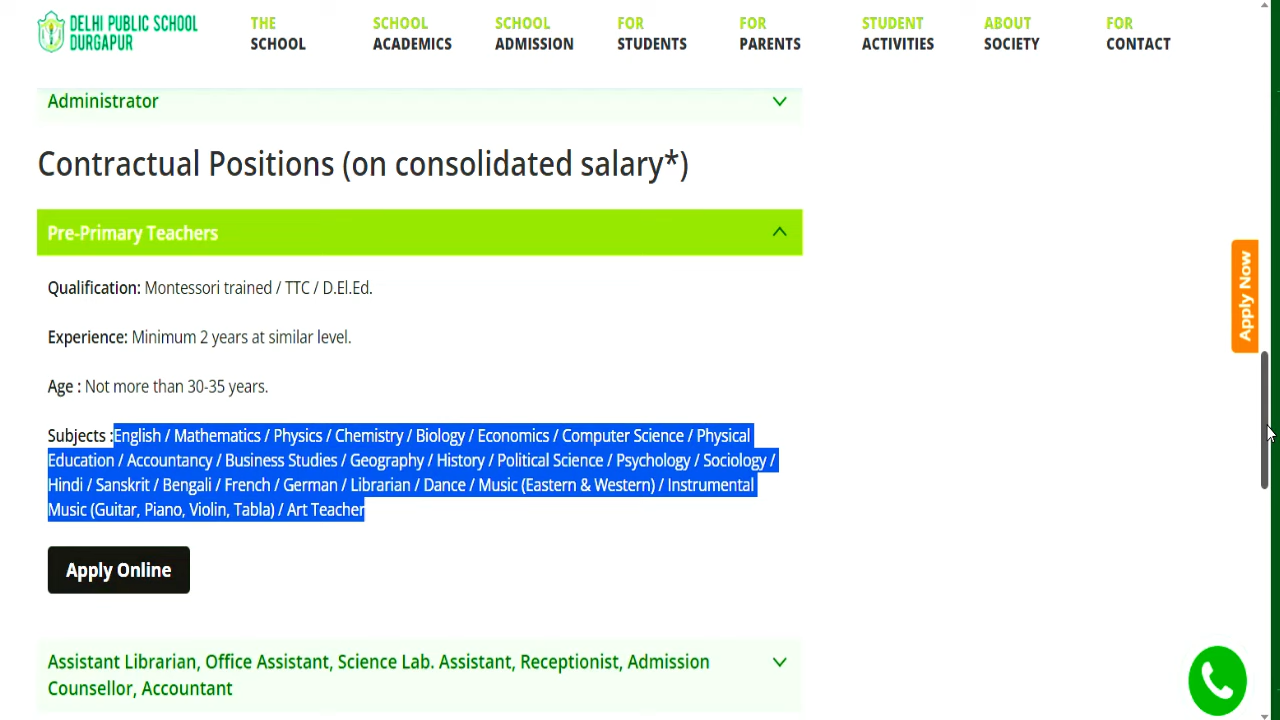 DELHI PUBLIC SCHOOL
DURGAPUR
THE
SCHOOL
SCHOOL
ACADEMICS
SCHOOL
ADMISSION
FOR
STUDENTS
FOR
PARENTS
STUDENT
ACTIVITIES
ABOUT
SOCIETY
FOR
CONTACT
Administrator
Contractual Positions (on consolidated salary*)
Pre-Primary Teachers
Qualification: Montessori trained / TTC / D.El.Ed.
Experience: Minimum 2 years at similar level.
Age : Not more than 30-35 years.
Subjects :English / Mathematics / Physics / Chemistry / Biology / Economics / Computer Science / Physical
Education / Accountancy / Business Studies / Geography / History / Political Science / Psychology / Sociology /
Hindi / Sanskrit / Bengali / French / German / Librarian / Dance / Music (Eastern & Western) / Instrumental
Music (Guitar, Piano, Violin, Tabla) / Art Teacher
Apply Online
Assistant Librarian, Office Assistant, Science Lab. Assistant, Receptionist, Admission
Counsellor, Accountant
Apply Now